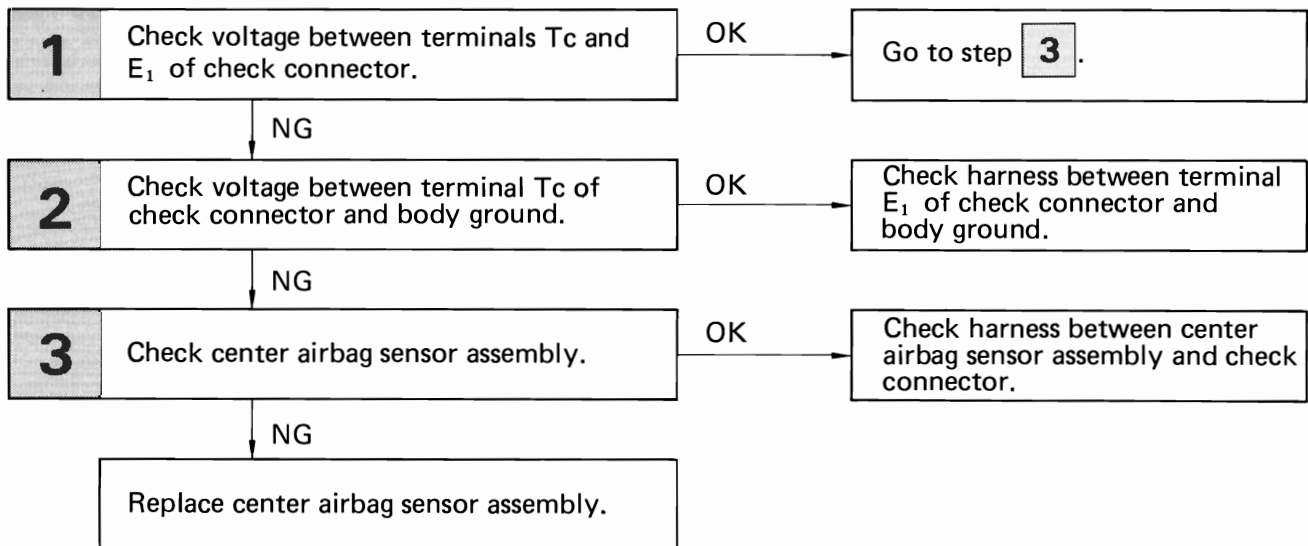 1
Check voltage between terminals Tc and
E₁ of check connector.
OK
Go to step 3.
NG
2
Check voltage between terminal Tc of
check connector and body ground.
OK
Check harness between terminal
E₁ of check connector and
body ground.
NG
3
Check center airbag sensor assembly.
OK
Check harness between center
airbag sensor assembly and check
connector.
NG
Replace center airbag sensor assembly.